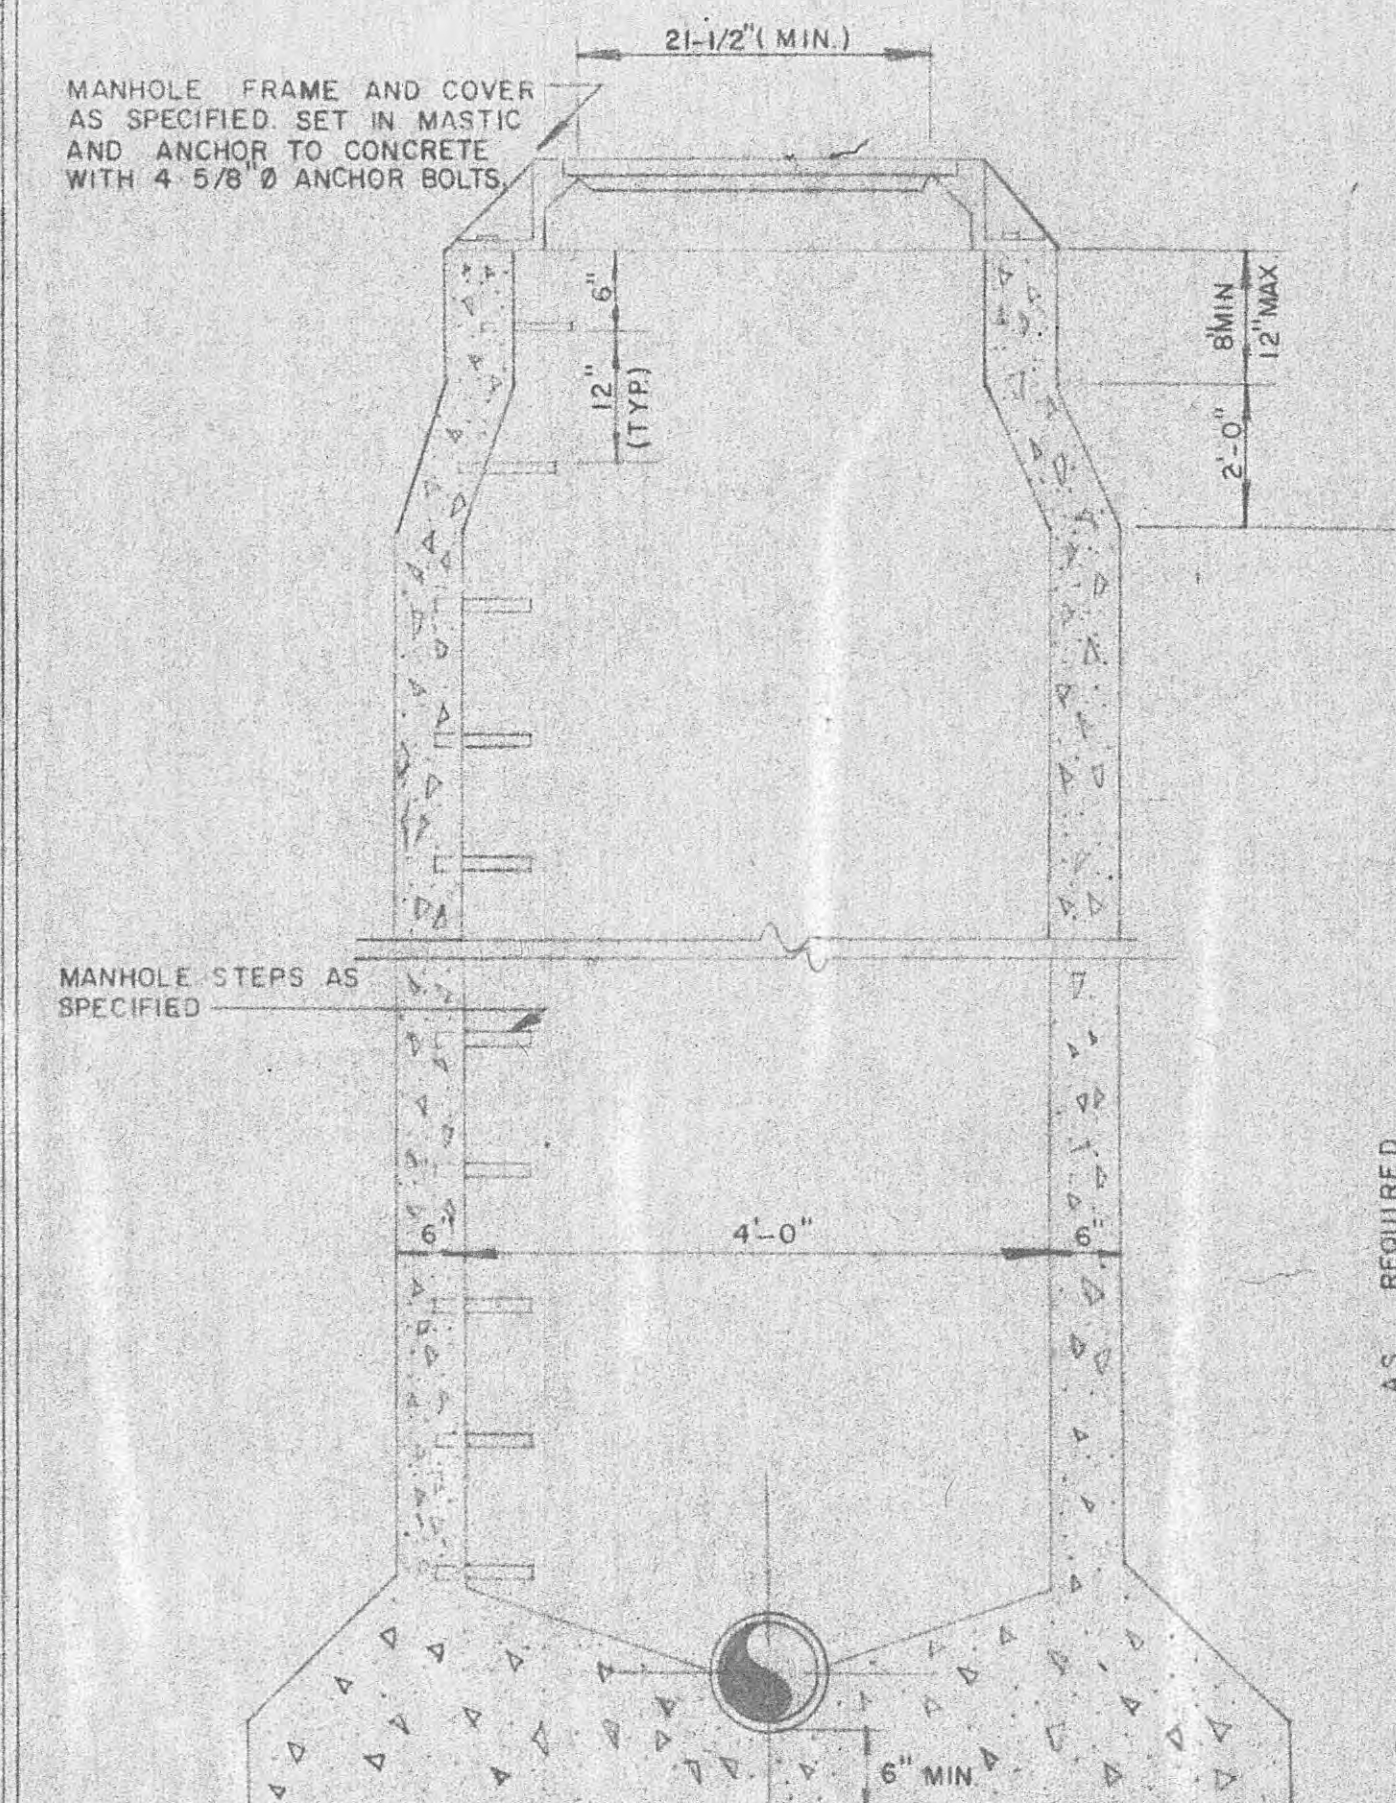 21-1/2"(MIN.)
MANHOLE FRAME AND COVER
AS SPECIFIED. SET IN MASTIC
AND ANCHOR TO CONCRETE
WITH 4 5/8"Ø ANCHOR BOLTS.
6"
12"
(TYP.)
8"MIN
12"MAX.
2'-0"
MANHOLE STEPS AS
SPECIFIED
6"
4'-0"
6"
AS REQUIRED
6" MIN